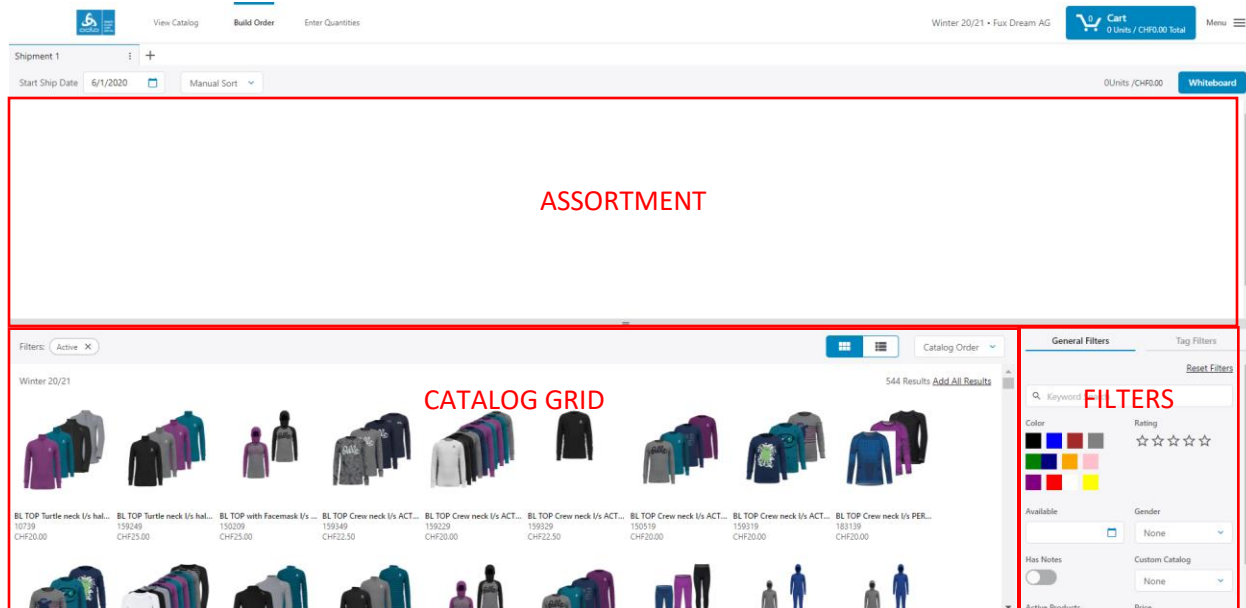 odlo
View Catalog
Build Order
Enter Quantities
Winter 20/21 • Fux Dream AG
0
Cart
0 Units / CHF0.00 Total
Menu
Shipment 1
Start Ship Date 6/1/2020
Manual Sort
0Units /CHF0.00
Whiteboard
ASSORTMENT
Filters: Active X
Catalog Order
General Filters
Tag Filters
Winter 20/21
544 Results Add All Results
CATALOG GRID
Reset Filters
Keyword
FILTERS
Color
Rating
BL TOP Turtle neck l/s hal...
10739
CHF20.00
BL TOP Turtle neck l/s hal...
159249
CHF25.00
BL TOP with Facemask l/s ...
150209
CHF25.00
BL TOP Crew neck l/s ACT...
159349
CHF22.50
BL TOP Crew neck l/s ACT...
159229
CHF20.00
BL TOP Crew neck l/s ACT...
159329
CHF22.50
BL TOP Crew neck l/s ACT...
150519
CHF20.00
BL TOP Crew neck l/s ACT...
159319
CHF20.00
BL TOP Crew neck l/s PER...
183139
CHF20.00
Available
Gender
None
Has Notes
Custom Catalog
None
Active Products
Price